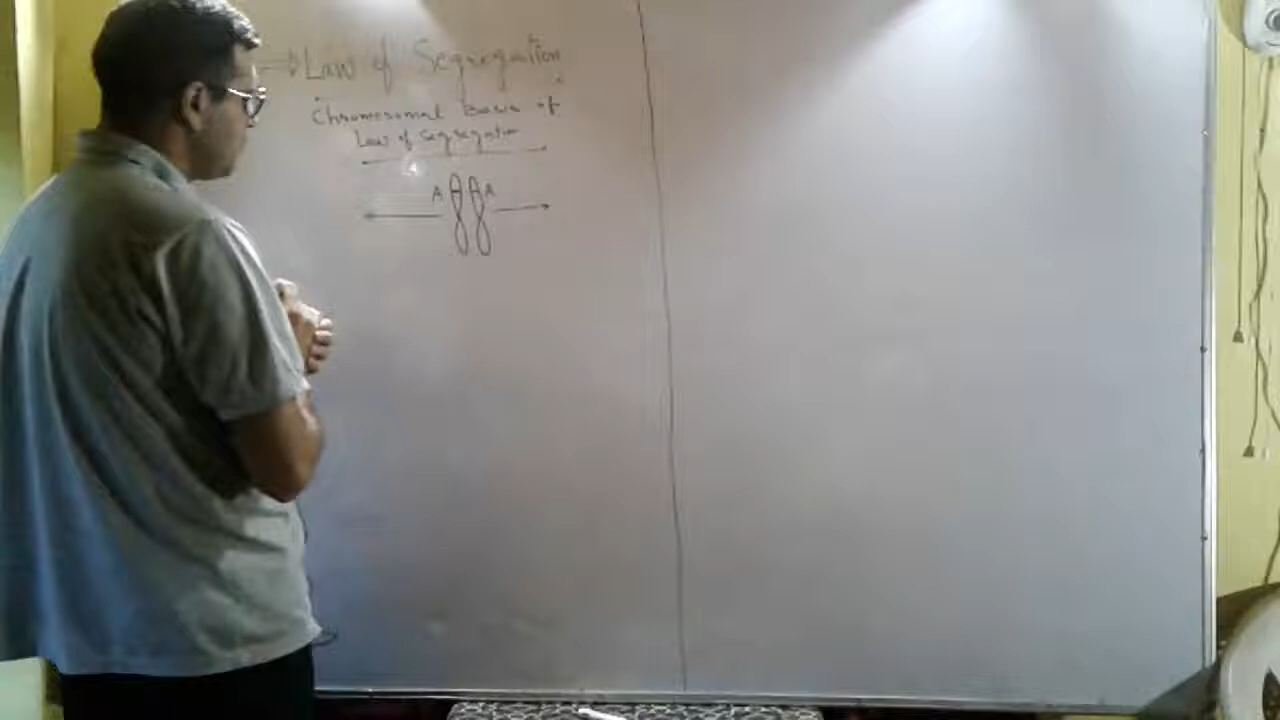 Law of Segregation
Chromosomal Basis of
Law of Segregation
A A